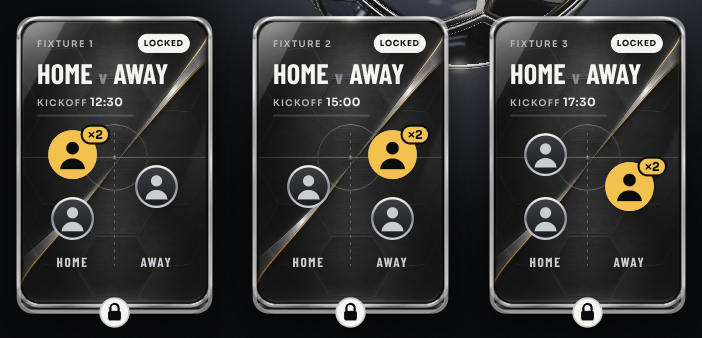 FIXTURE 1
LOCKED
HOME v AWAY
KICKOFF 12:30
×2
HOME
AWAY
FIXTURE 2
LOCKED
HOME v AWAY
KICKOFF 15:00
×2
HOME
AWAY
FIXTURE 3
LOCKED
HOME v AWAY
KICKOFF 17:30
×2
HOME
AWAY